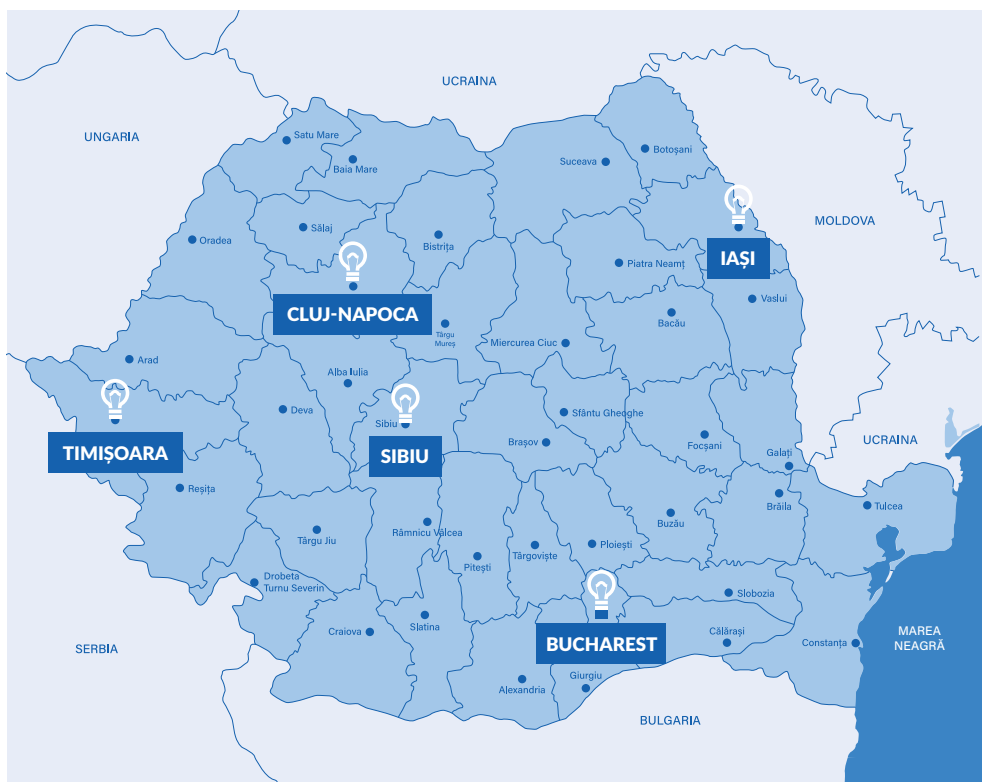 UCRAINA
UNGARIA
Satu Mare
Baia Mare
Suceava
Botoșani
MOLDOVA
Oradea
Sălaj
Bistrița
Piatra Neamț
IAȘI
Vaslui
CLUJ-NAPOCA
Târgu
Mureș
Miercurea Ciuc
Bacău
Arad
Alba Iulia
Deva
Sibiu
Sfântu Gheoghe
TIMIȘOARA
SIBIU
Brașov
Focșani
UCRAINA
Galați
Reșița
Brăila
Tulcea
Târgu Jiu
Râmnicu Vâlcea
Pitești
Târgoviște
Ploiești
Buzău
Drobeta
Turnu Severin
Slobozia
Craiova
Slatina
BUCHAREST
Călărași
Constanța
MAREA
NEAGRĂ
SERBIA
Alexandria
Giurgiu
BULGARIA